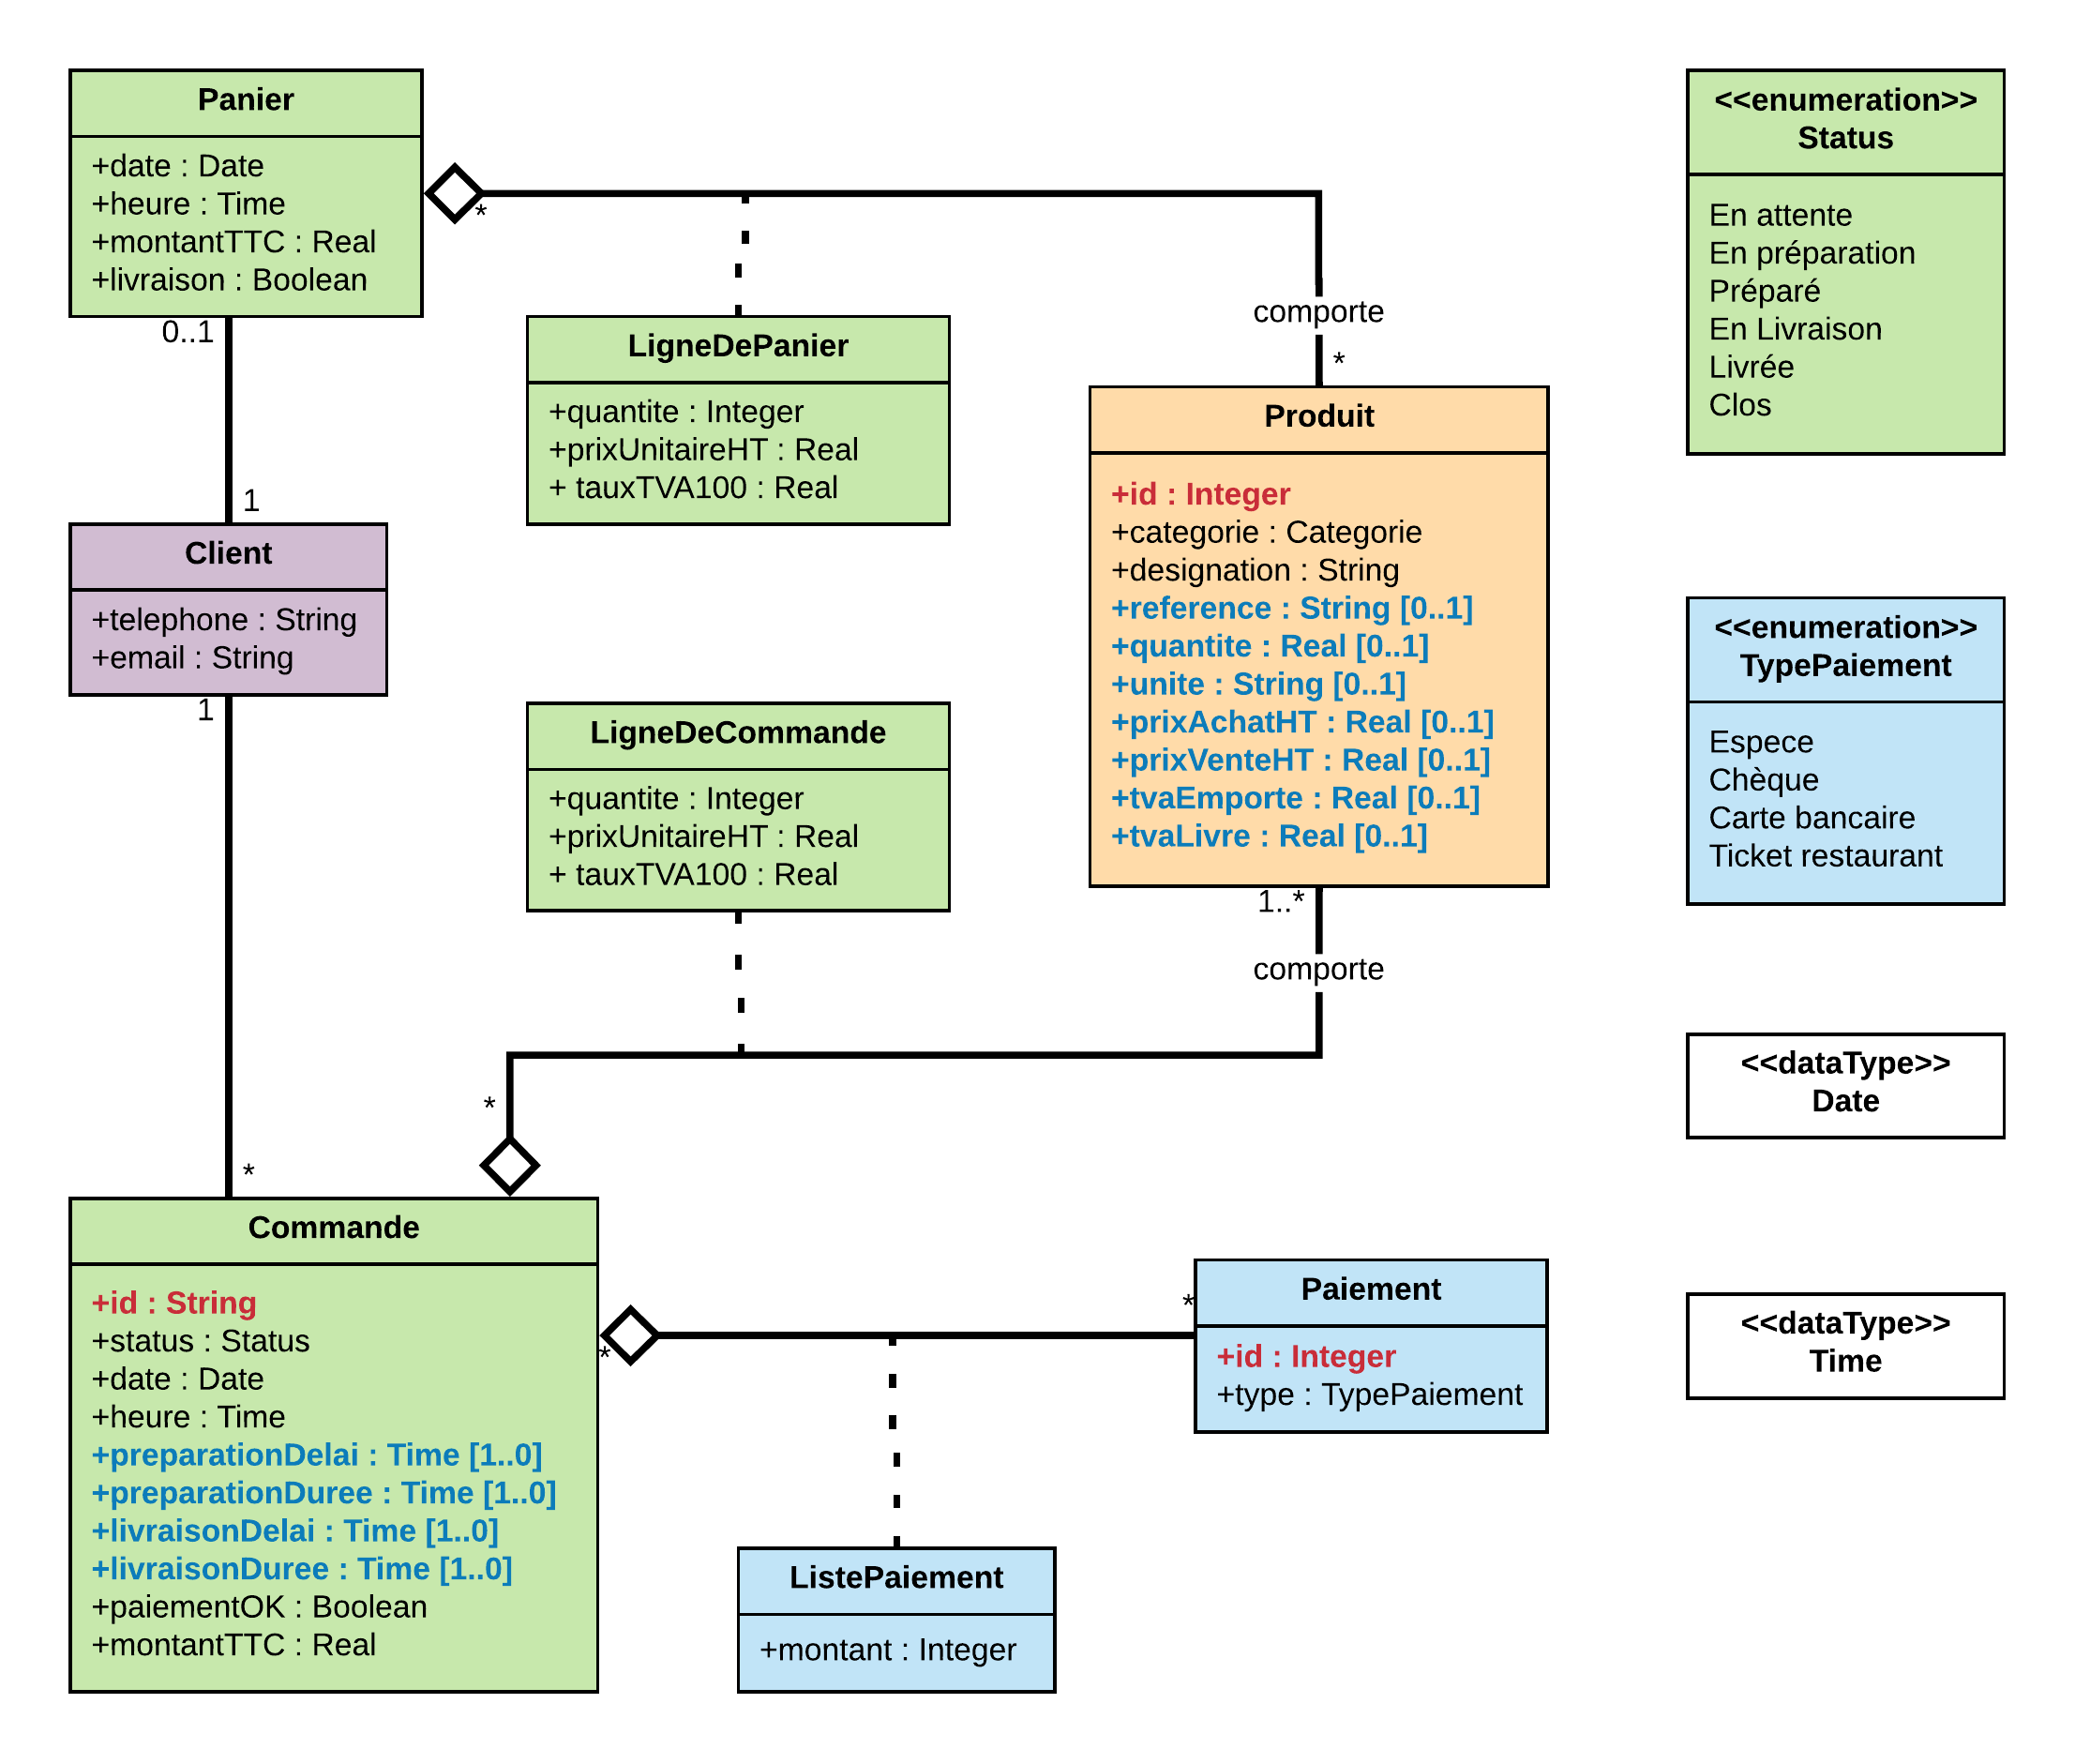 Panier
+date : Date
+heure : Time
+montantTTC : Real
+livraison : Boolean
*
0..1
comporte
*
LigneDePanier
+quantite : Integer
+prixUnitaireHT : Real
+ tauxTVA100 : Real
1
Client
+telephone : String
+email : String
1
Produit
+id : Integer
+categorie : Categorie
+designation : String
+reference : String [0..1]
+quantite : Real [0..1]
+unite : String [0..1]
+prixAchatHT : Real [0..1]
+prixVenteHT : Real [0..1]
+tvaEmporte : Real [0..1]
+tvaLivre : Real [0..1]
1..*
comporte
LigneDeCommande
+quantite : Integer
+prixUnitaireHT : Real
+ tauxTVA100 : Real
*
*
Commande
+id : String
+status : Status
+date : Date
+heure : Time
+preparationDelai : Time [1..0]
+preparationDuree : Time [1..0]
+livraisonDelai : Time [1..0]
+livraisonDuree : Time [1..0]
+paiementOK : Boolean
+montantTTC : Real
*
*
Paiement
+id : Integer
+type : TypePaiement
ListePaiement
+montant : Integer
<<enumeration>>
Status
En attente
En préparation
Préparé
En Livraison
Livrée
Clos
<<enumeration>>
TypePaiement
Espece
Chèque
Carte bancaire
Ticket restaurant
<<dataType>>
Date
<<dataType>>
Time